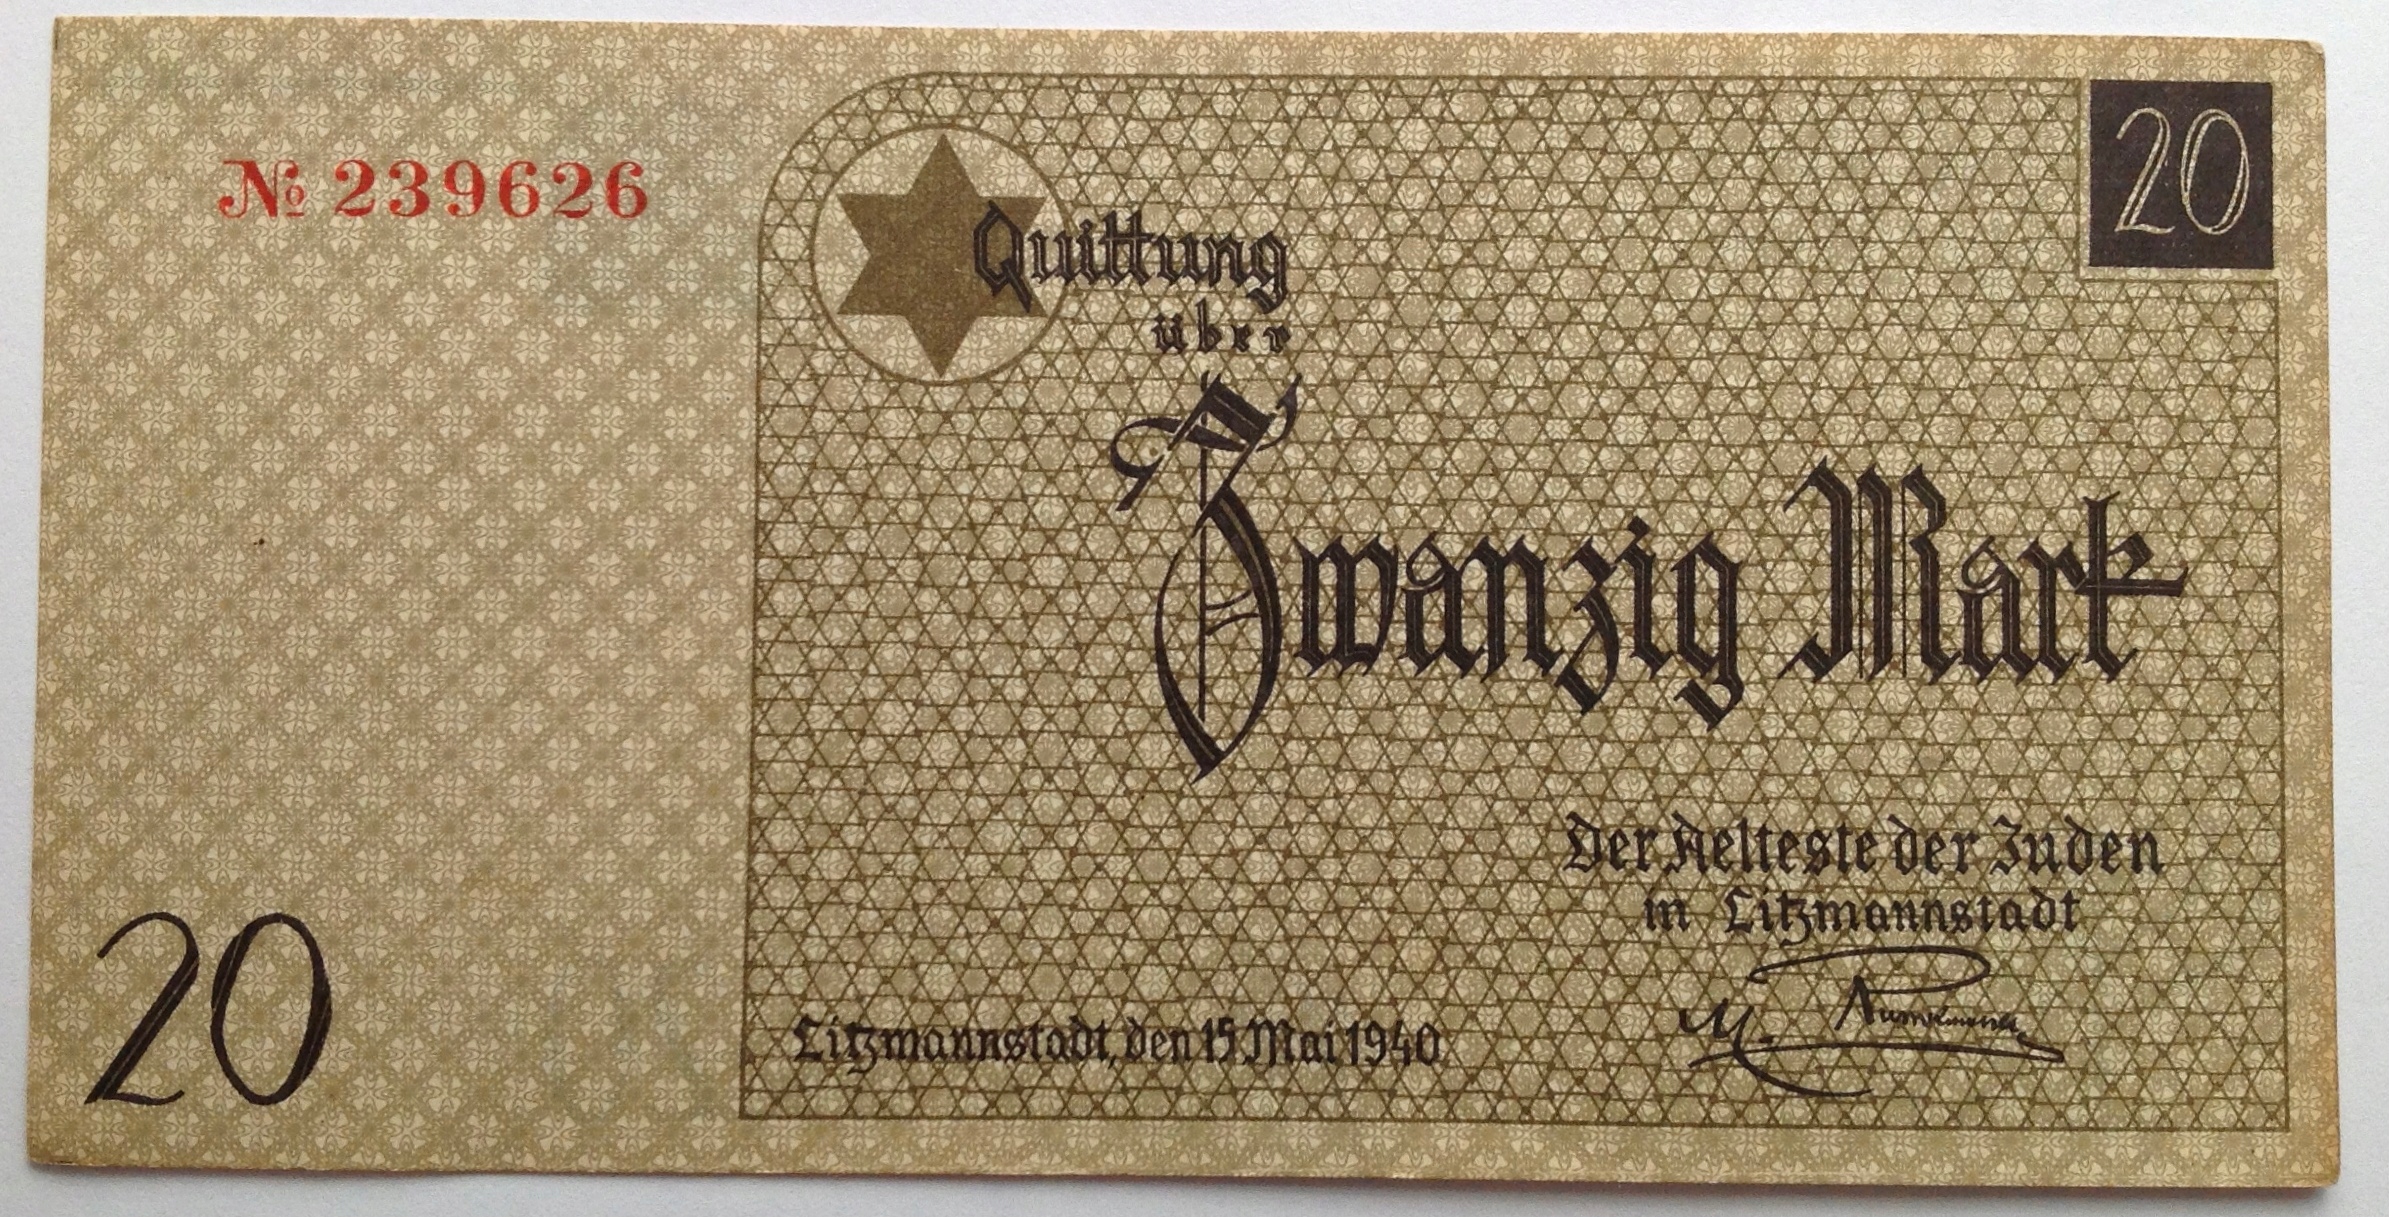 № 239626
20
Quittung
über
Zwanzig Mark
Der Aelteste der Juden
in Litzmannstadt
M. Rumkowski
Litzmannstadt, den 15 Mai 1940
20